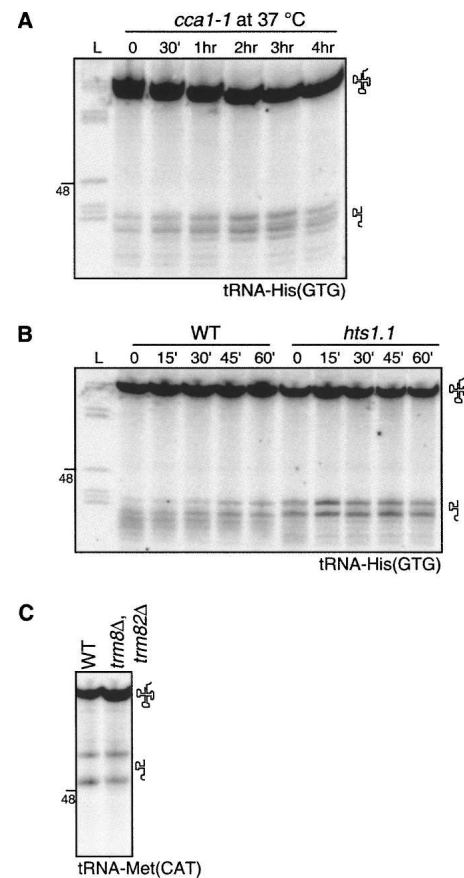 A
cca1-1 at 37 °C
L 0 30' 1hr 2hr 3hr 4hr
48
tRNA-His(GTG)
B
WT hts1.1
L 0 15' 30' 45' 60' 0 15' 30' 45' 60'
48
tRNA-His(GTG)
C
WT
trm8Δ,
trm82Δ
48
tRNA-Met(CAT)